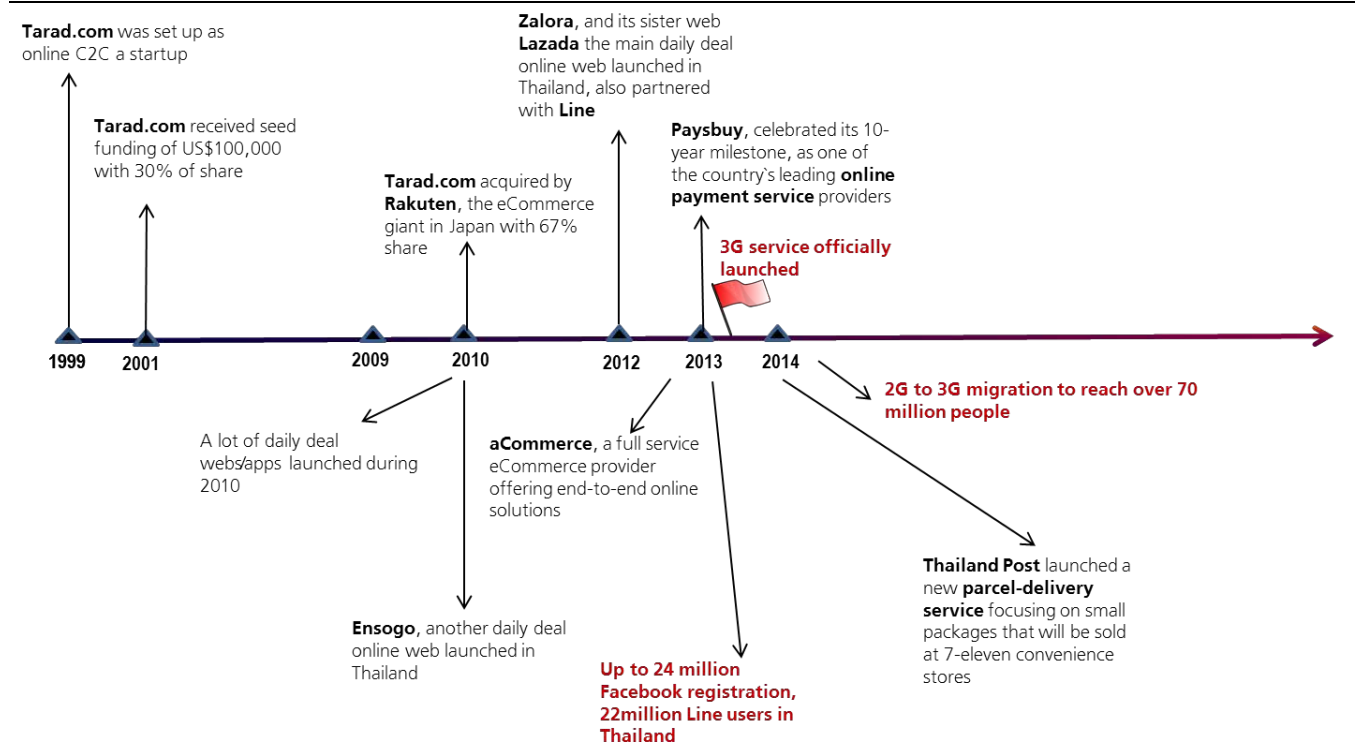 Tarad.com was set up as
online C2C a startup
Tarad.com received seed
funding of US$100,000
with 30% of share
Tarad.com acquired by
Rakuten, the eCommerce
giant in Japan with 67%
share
Zalora, and its sister web
Lazada the main daily deal
online web launched in
Thailand, also partnered
with Line
Paysbuy, celebrated its 10-
year milestone, as one of
the country`s leading online
payment service providers
3G service officially
launched
1999
2001
2009
2010
2012
2013
2014
A lot of daily deal
webs/apps launched during
2010
Ensogo, another daily deal
online web launched in
Thailand
aCommerce, a full service
eCommerce provider
offering end-to-end online
solutions
Up to 24 million
Facebook registration,
22million Line users in
Thailand
2G to 3G migration to reach over 70
million people
Thailand Post launched a
new parcel-delivery
service focusing on small
packages that will be sold
at 7-eleven convenience
stores